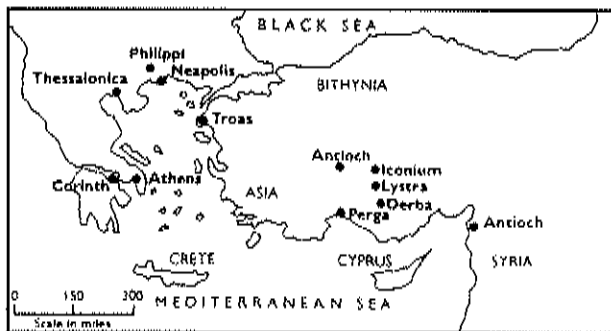 BLACK SEA
Philippi
Neapolis
Thessalonica
BITHYNIA
Troas
Antioch
Iconium
Lystra
Corinth
Athens
ASIA
Derba
Perga
Antioch
CRETE
CYPRUS
SYRIA
0 150 300
MEDITERRANEAN SEA
Scale in miles